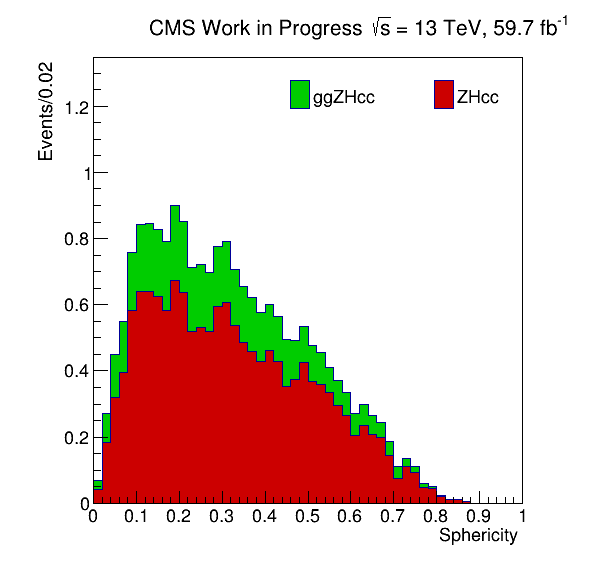 CMS Work in Progress √s = 13 TeV, 59.7 fb⁻¹
Events/0.02
ggZHcc ZHcc
1.2
1
0.8
0.6
0.4
0.2
0
0 0.1 0.2 0.3 0.4 0.5 0.6 0.7 0.8 0.9 1
Sphericity